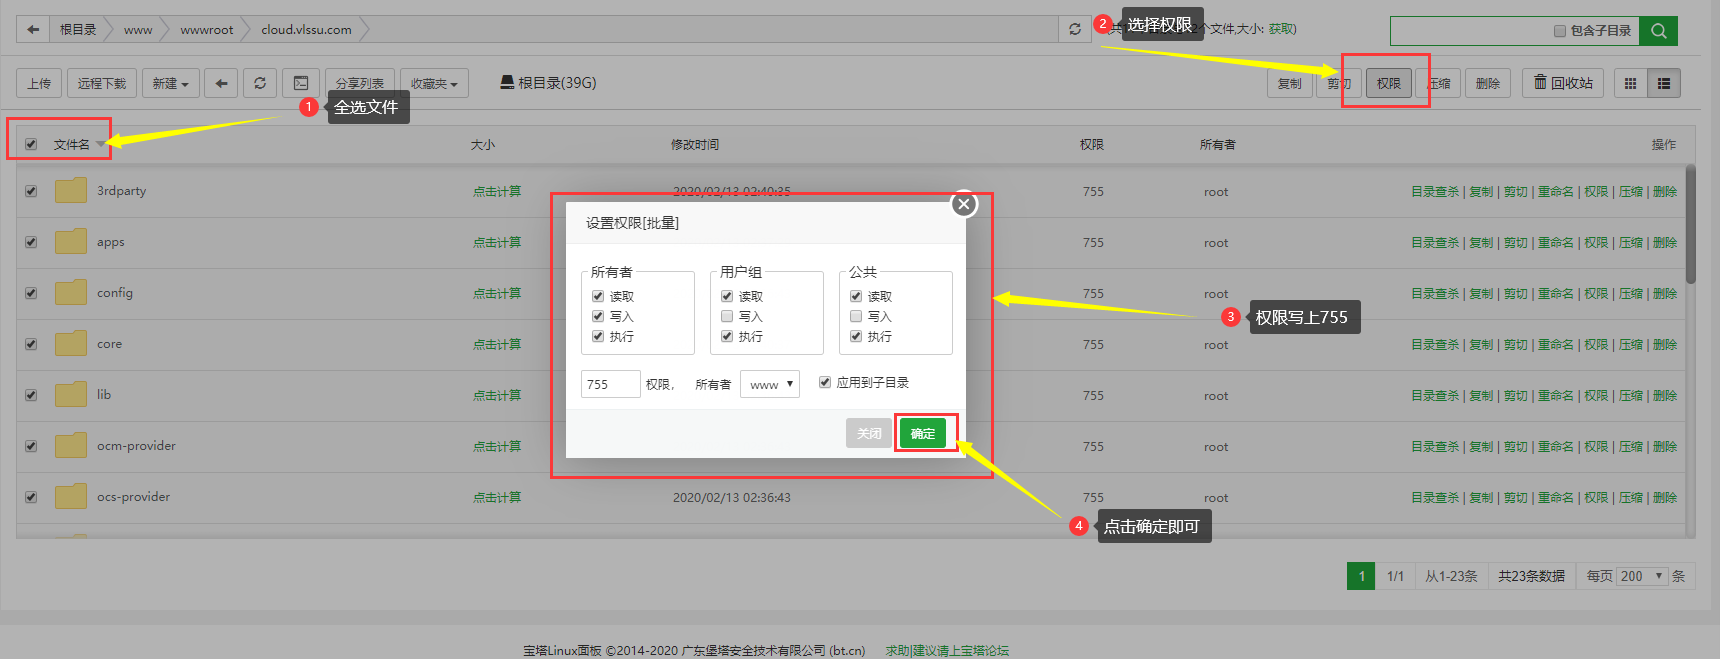 根目录 www wwwroot cloud.vlssu.com 2 选择权限 2个文件,大小: 获取) 包含子目录
上传 远程下载 新建 分享列表 收藏夹 根目录(39G) 复制 剪切 权限 压缩 删除 回收站
1 全选文件
文件名 大小 修改时间 权限 所有者 操作
3rdparty 点击计算 2020/02/13 02:40:35 755 root 目录查杀 | 复制 | 剪切 | 重命名 | 权限 | 压缩 | 删除
apps 点击计算 755 root 目录查杀 | 复制 | 剪切 | 重命名 | 权限 | 压缩 | 删除
config 点击计算 755 root 目录查杀 | 复制 | 剪切 | 重命名 | 权限 | 压缩 | 删除
core 点击计算 755 root 目录查杀 | 复制 | 剪切 | 重命名 | 权限 | 压缩 | 删除
lib 点击计算 755 root 目录查杀 | 复制 | 剪切 | 重命名 | 权限 | 压缩 | 删除
ocm-provider 点击计算 755 root 目录查杀 | 复制 | 剪切 | 重命名 | 权限 | 压缩 | 删除
ocs-provider 点击计算 2020/02/13 02:36:43 755 root 目录查杀 | 复制 | 剪切 | 重命名 | 权限 | 压缩 | 删除
设置权限[批量]
所有者 用户组 公共
读取 读取 读取
写入 写入 写入
执行 执行 执行
755 权限, 所有者 www 应用到子目录
关闭 确定
3 权限写上755
4 点击确定即可
1 1/1 从1-23条 共23条数据 每页 200 条
宝塔Linux面板 ©2014-2020 广东堡塔安全技术有限公司 (bt.cn) 求助|建议请上宝塔论坛